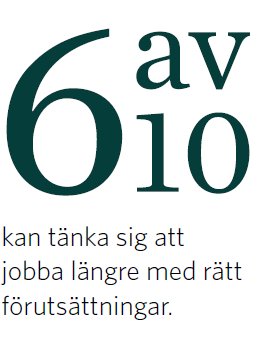 6 av
10
kan tänka sig att
jobba längre med rätt
förutsättningar.